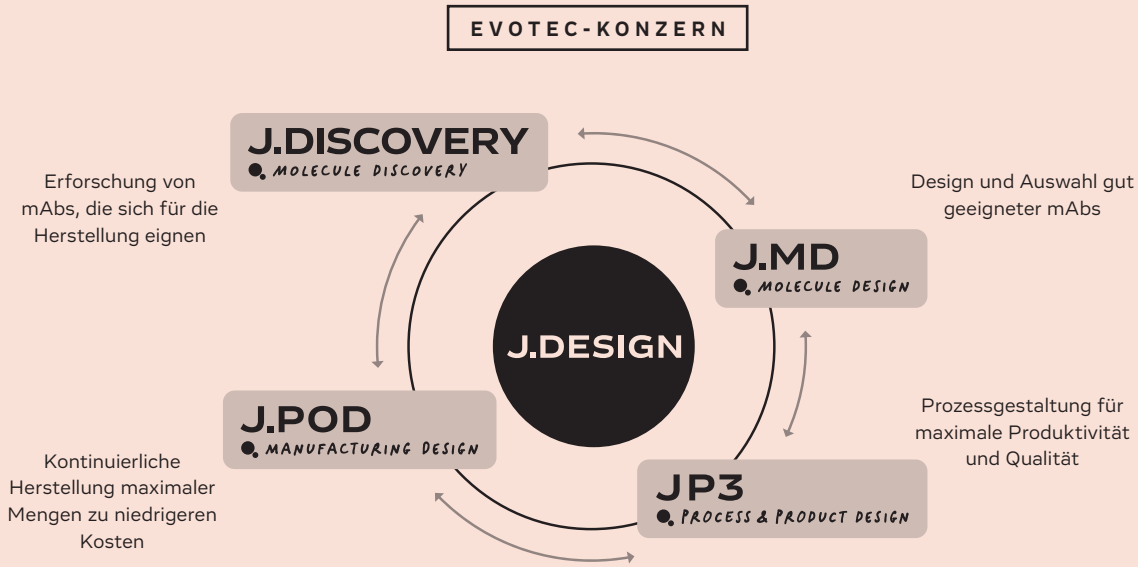 EVOTEC-KONZERN
J.DISCOVERY
MOLECULE DISCOVERY
Erforschung von
mAbs, die sich für die
Herstellung eignen
Design und Auswahl gut
geeigneter mAbs
J.MD
MOLECULE DESIGN
J.DESIGN
J.POD
MANUFACTURING DESIGN
Prozessgestaltung für
maximale Produktivität
und Qualität
Kontinuierliche
Herstellung maximaler
Mengen zu niedrigeren
Kosten
JP3
PROCESS & PRODUCT DESIGN